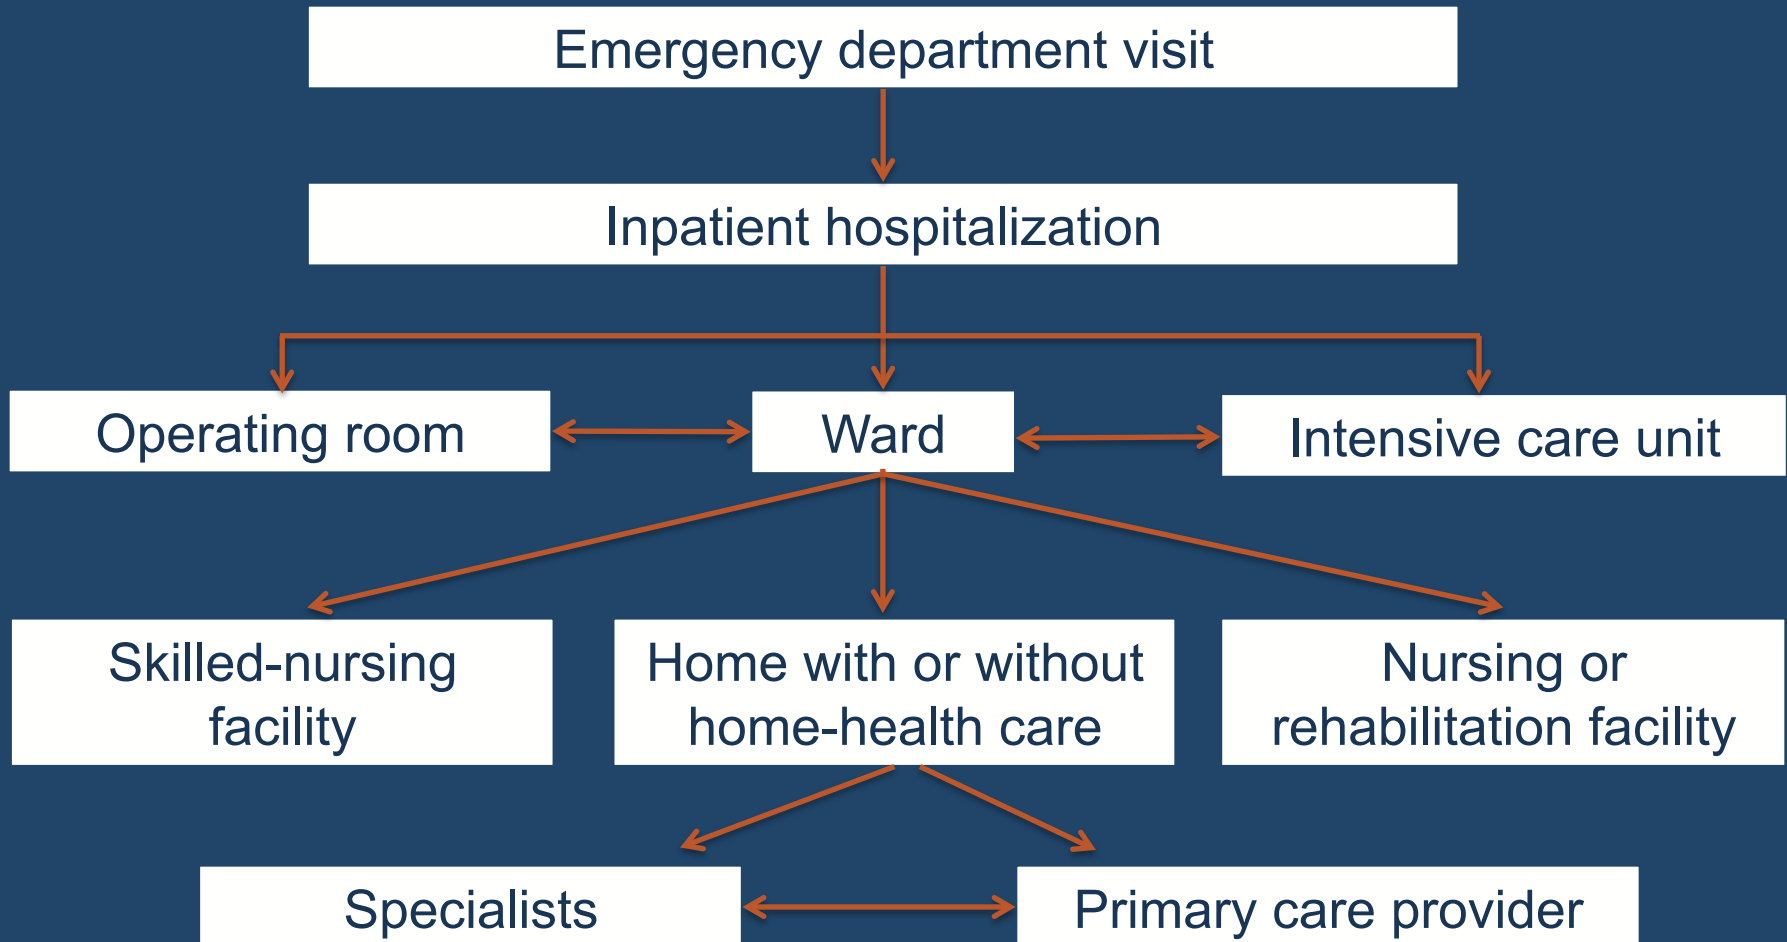 Emergency department visit
Inpatient hospitalization
Operating room
Ward
Intensive care unit
Skilled-nursing
facility
Home with or without
home-health care
Nursing or
rehabilitation facility
Specialists
Primary care provider